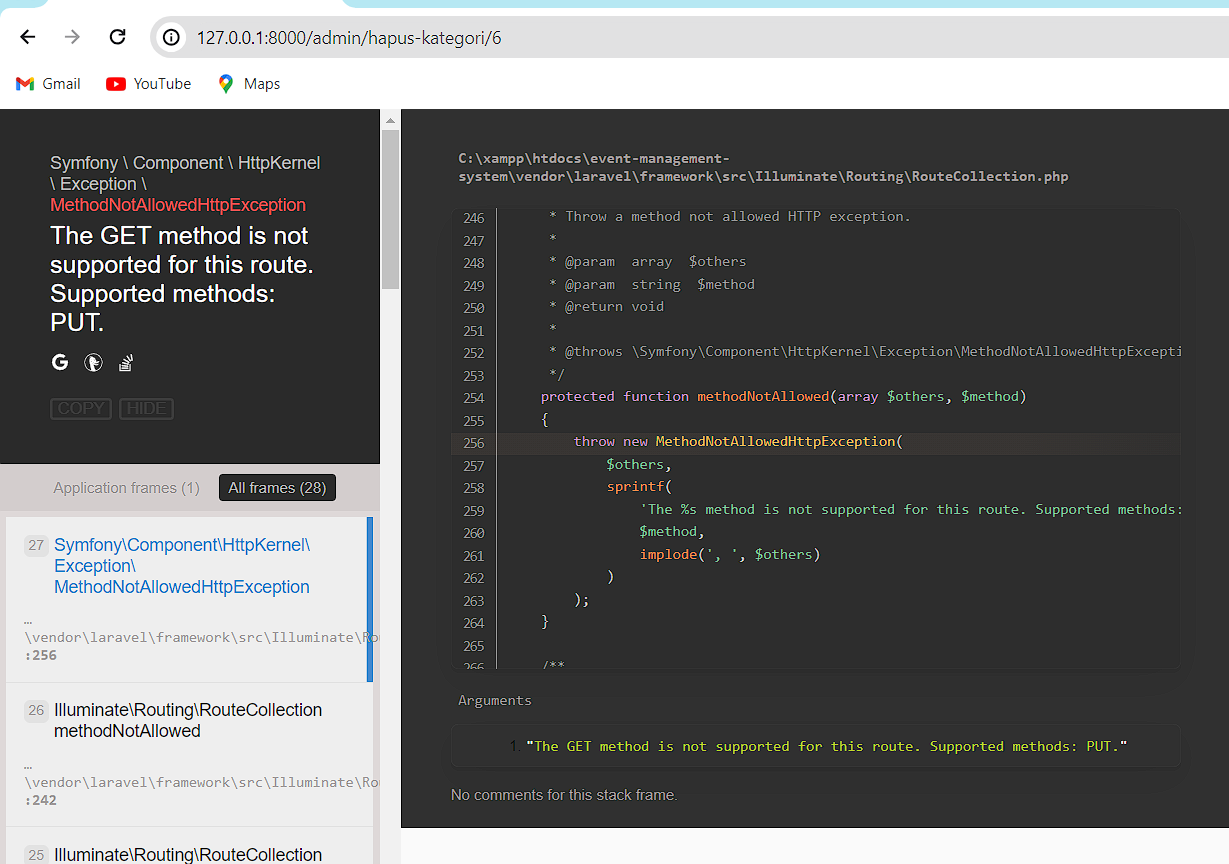 127.0.0.1:8000/admin/hapus-kategori/6
Gmail YouTube Maps
Symfony \ Component \ HttpKernel
\ Exception \
MethodNotAllowedHttpException
The GET method is not
supported for this route.
Supported methods:
PUT.
COPY HIDE
Application frames (1) All frames (28)
27 Symfony\Component\HttpKernel\
Exception\
MethodNotAllowedHttpException
…
\vendor\laravel\framework\src\Illuminate\Ro
:256
26 Illuminate\Routing\RouteCollection
methodNotAllowed
…
\vendor\laravel\framework\src\Illuminate\Ro
:242
25 Illuminate\Routing\RouteCollection
C:\xampp\htdocs\event-management-
system\vendor\laravel\framework\src\Illuminate\Routing\RouteCollection.php
246 * Throw a method not allowed HTTP exception.
247 *
248 * @param  array  $others
249 * @param  string  $method
250 * @return void
251 *
252 * @throws \Symfony\Component\HttpKernel\Exception\MethodNotAllowedHttpExcepti
253 */
254 protected function methodNotAllowed(array $others, $method)
255 {
256 throw new MethodNotAllowedHttpException(
257 $others,
258 sprintf(
259 'The %s method is not supported for this route. Supported methods:
260 $method,
261 implode(', ', $others)
262 )
263 );
264 }
265
266 /**
Arguments
1. "The GET method is not supported for this route. Supported methods: PUT."
No comments for this stack frame.